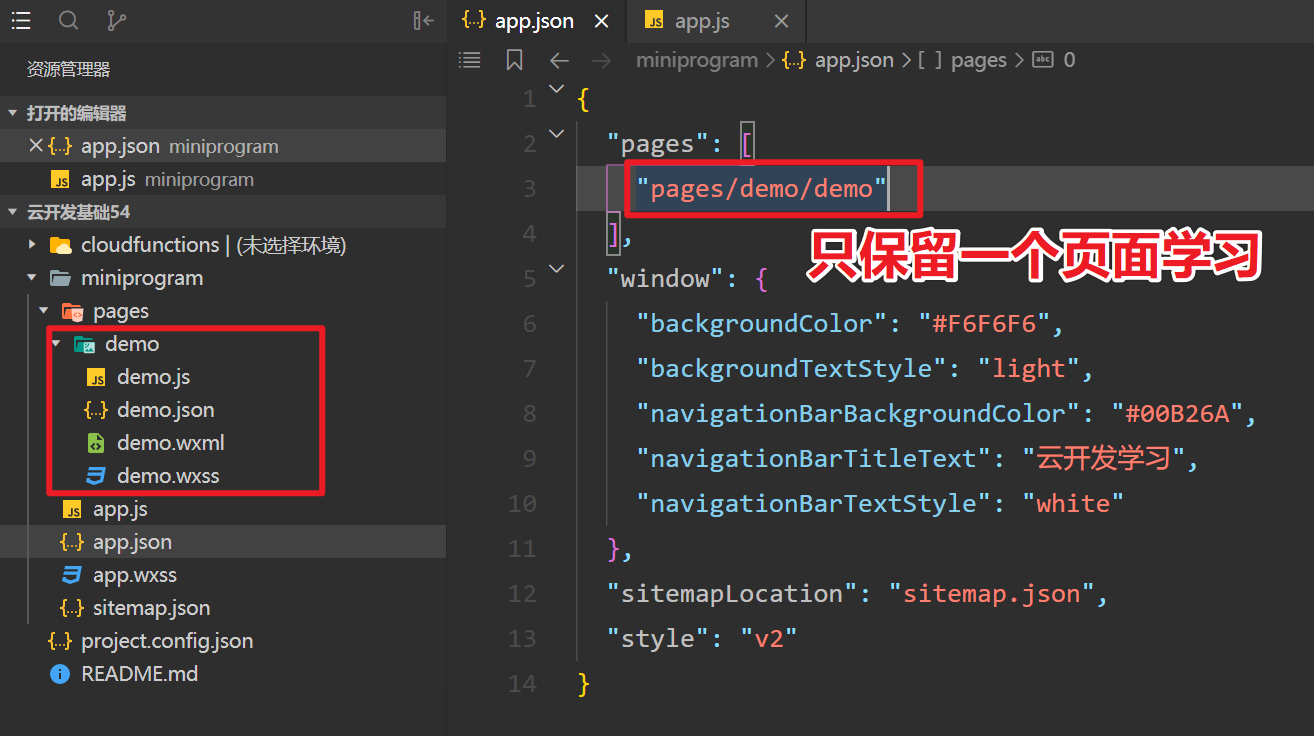 app.json
app.js
资源管理器
miniprogram > {..} app.json > [ ] pages > abc 0
打开的编辑器
app.json miniprogram
JS app.js miniprogram
云开发基础54
cloudfunctions | (未选择环境)
miniprogram
pages
demo
demo.js
demo.json
demo.wxml
demo.wxss
app.js
app.json
app.wxss
sitemap.json
project.config.json
README.md
1 {
2 "pages": [
3 "pages/demo/demo"
4 ],
只保留一个页面学习
5 "window": {
6 "backgroundColor": "#F6F6F6",
7 "backgroundTextStyle": "light",
8 "navigationBarBackgroundColor": "#00B26A",
9 "navigationBarTitleText": "云开发学习",
10 "navigationBarTextStyle": "white"
11 },
12 "sitemapLocation": "sitemap.json",
13 "style": "v2"
14 }